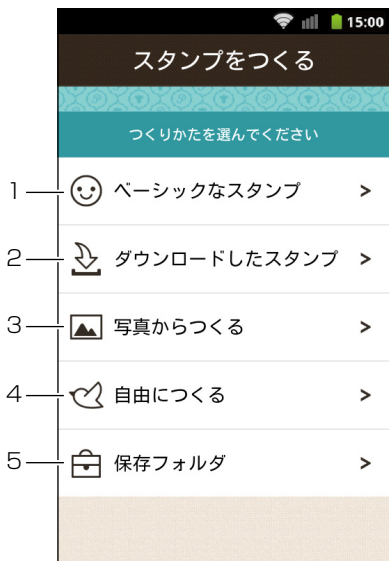 15:00
スタンプをつくる
つくりかたを選んでください
1 ベーシックなスタンプ >
2 ダウンロードしたスタンプ >
3 写真からつくる >
4 自由につくる >
5 保存フォルダ >